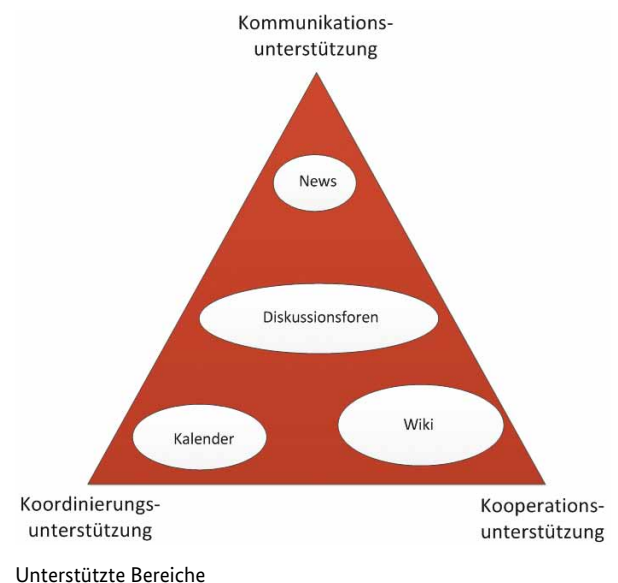 Kommunikations-
unterstützung
News
Diskussionsforen
Kalender
Wiki
Koordinierungs-
unterstützung
Kooperations-
unterstützung
Unterstützte Bereiche